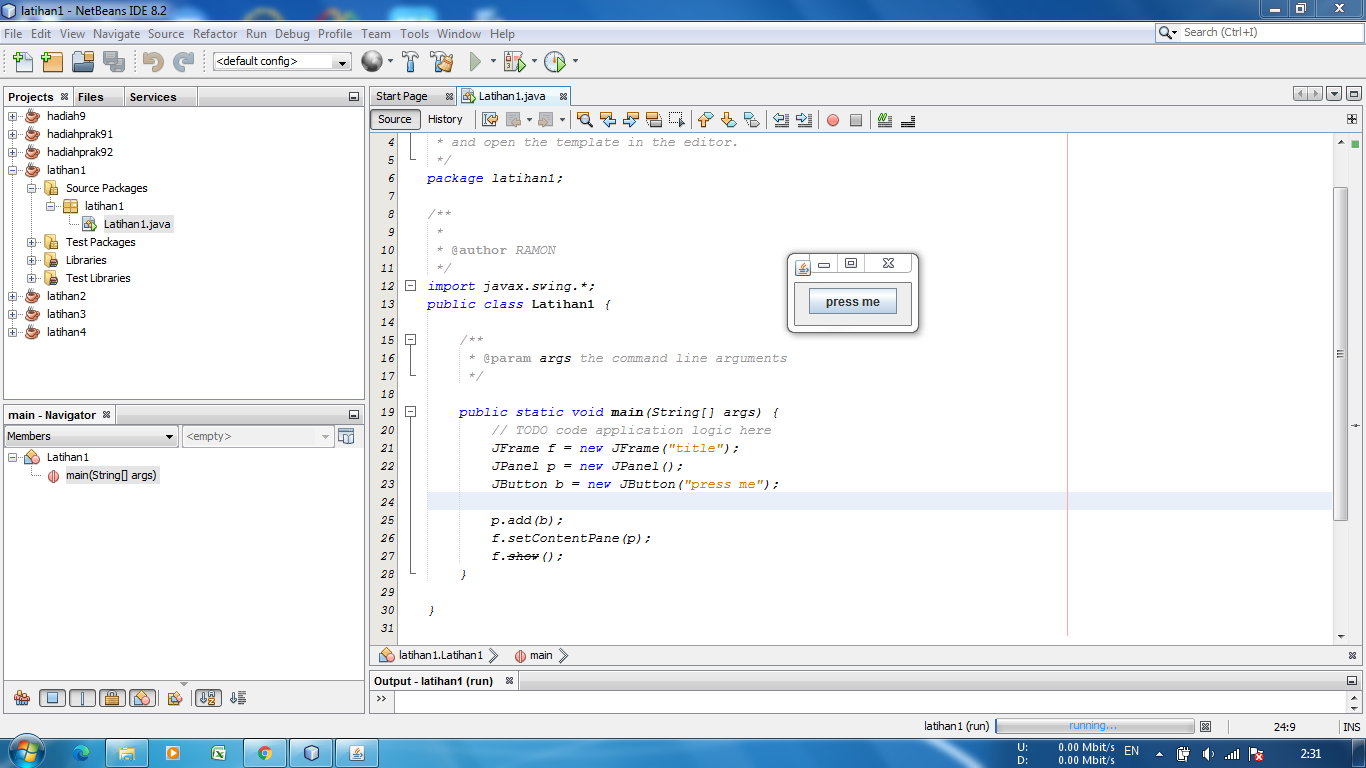 latihan1 - NetBeans IDE 8.2
File Edit View Navigate Source Refactor Run Debug Profile Team Tools Window Help
Search (Ctrl+I)
<default config>
Projects Files Services
hadiah9
hadiahprak91
hadiahprak92
latihan1
Source Packages
latihan1
Latihan1.java
Test Packages
Libraries
Test Libraries
latihan2
latihan3
latihan4
main - Navigator
Members <empty>
Latihan1
main(String[] args)
Start Page Latihan1.java
Source History
4 * and open the template in the editor.
5 */
6 package latihan1;
7
8 /**
9 *
10 * @author RAMON
11 */
12 import javax.swing.*;
13 public class Latihan1 {
14
15 /**
16 * @param args the command line arguments
17 */
18
19 public static void main(String[] args) {
20 // TODO code application logic here
21 JFrame f = new JFrame("title");
22 JPanel p = new JPanel();
23 JButton b = new JButton("press me");
24
25 p.add(b);
26 f.setContentPane(p);
27 f.show();
28 }
29
30 }
31
press me
latihan1.Latihan1 main
Output - latihan1 (run)
>>
latihan1 (run) running... 24:9 INS
U: 0.00 Mbit/s
D: 0.00 Mbit/s
EN
2:31